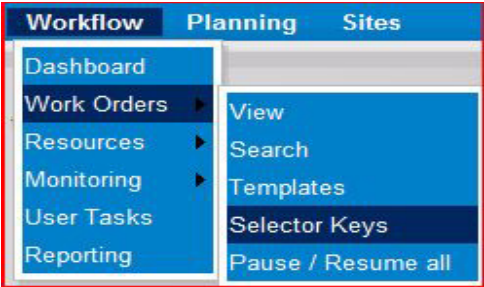 Workflow Planning Sites
Dashboard
Work Orders
Resources
Monitoring
User Tasks
Reporting
View
Search
Templates
Selector Keys
Pause / Resume all